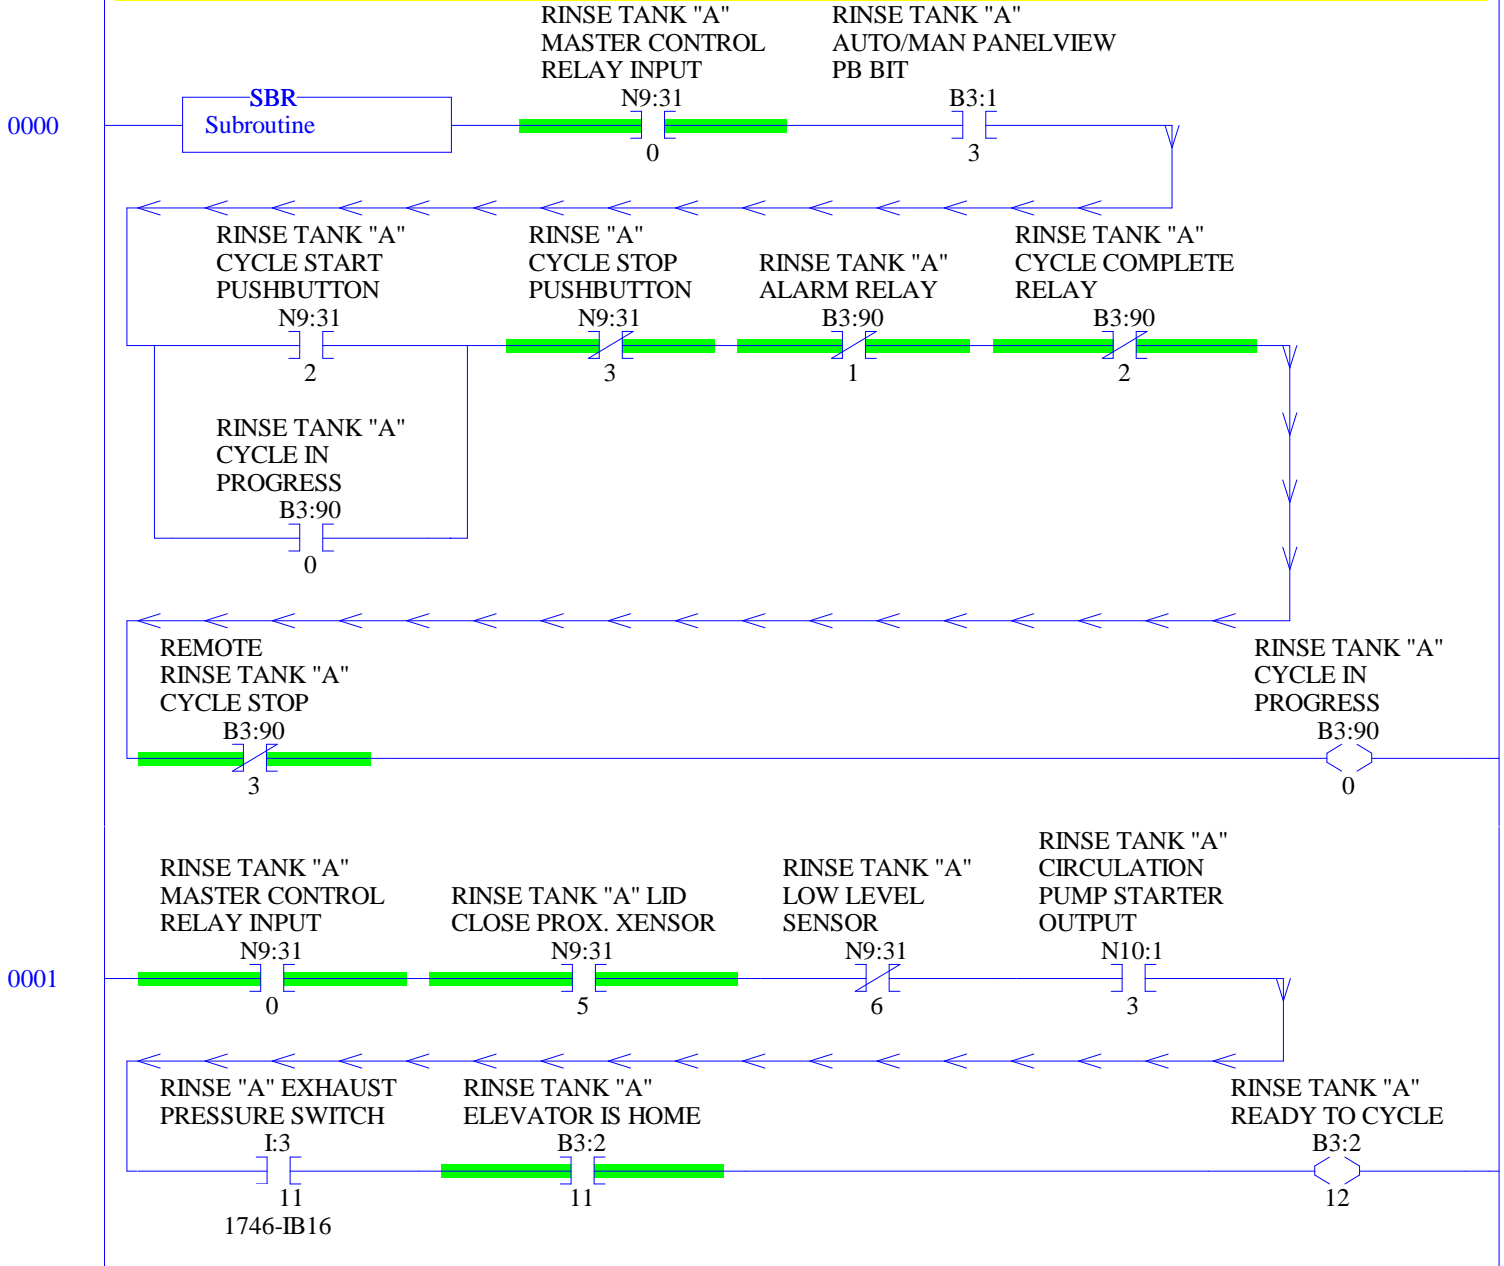 RINSE TANK "A"
MASTER CONTROL
RELAY INPUT
N9:31
0
RINSE TANK "A"
AUTO/MAN PANELVIEW
PB BIT
B3:1
3
0000
SBR
Subroutine
RINSE TANK "A"
CYCLE START
PUSHBUTTON
N9:31
2
RINSE "A"
CYCLE STOP
PUSHBUTTON
N9:31
3
RINSE TANK "A"
ALARM RELAY
B3:90
1
RINSE TANK "A"
CYCLE COMPLETE
RELAY
B3:90
2
RINSE TANK "A"
CYCLE IN
PROGRESS
B3:90
0
REMOTE
RINSE TANK "A"
CYCLE STOP
B3:90
3
RINSE TANK "A"
CYCLE IN
PROGRESS
B3:90
0
0001
RINSE TANK "A"
MASTER CONTROL
RELAY INPUT
N9:31
0
RINSE TANK "A" LID
CLOSE PROX. XENSOR
N9:31
5
RINSE TANK "A"
LOW LEVEL
SENSOR
N9:31
6
RINSE TANK "A"
CIRCULATION
PUMP STARTER
OUTPUT
N10:1
3
RINSE "A" EXHAUST
PRESSURE SWITCH
I:3
11
1746-IB16
RINSE TANK "A"
ELEVATOR IS HOME
B3:2
11
RINSE TANK "A"
READY TO CYCLE
B3:2
12